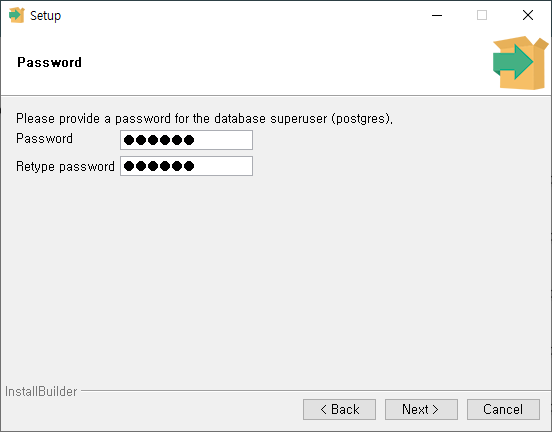 Setup
Password
Please provide a password for the database superuser (postgres).
Password ●●●●●●
Retype password ●●●●●●
InstallBuilder
< Back Next > Cancel